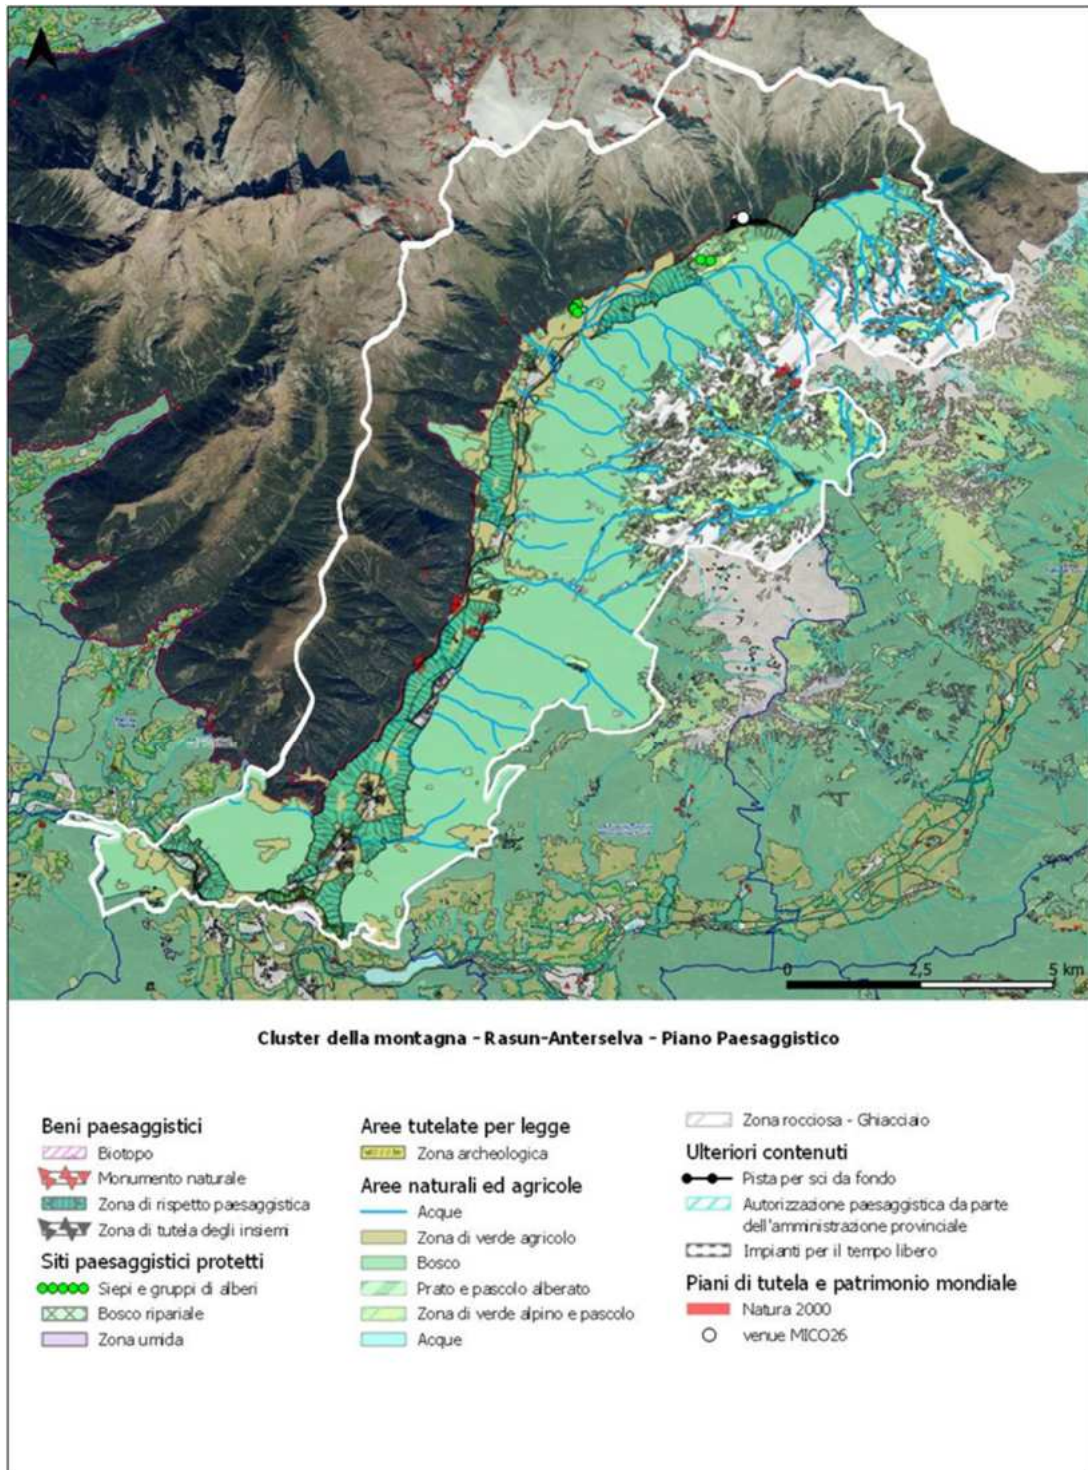 0
2,5
5 km
Cluster della montagna - Rasun-Anterselva - Piano Paesaggistico
Beni paesaggistici
Biotopo
Monumento naturale
Zona di rispetto paesaggistica
Zona di tutela degli insiemi
Siti paesaggistici protetti
Siepi e gruppi di alberi
Bosco ripariale
Zona umida
Aree tutelate per legge
Zona archeologica
Aree naturali ed agricole
Acque
Zona di verde agricolo
Bosco
Prato e pascolo alberato
Zona di verde alpino e pascolo
Acque
Zona rocciosa - Ghiacciaio
Ulteriori contenuti
Pista per sci da fondo
Autorizzazione paesaggistica da parte
dell'amministrazione provinciale
Impianti per il tempo libero
Piani di tutela e patrimonio mondiale
Natura 2000
venue MICO26